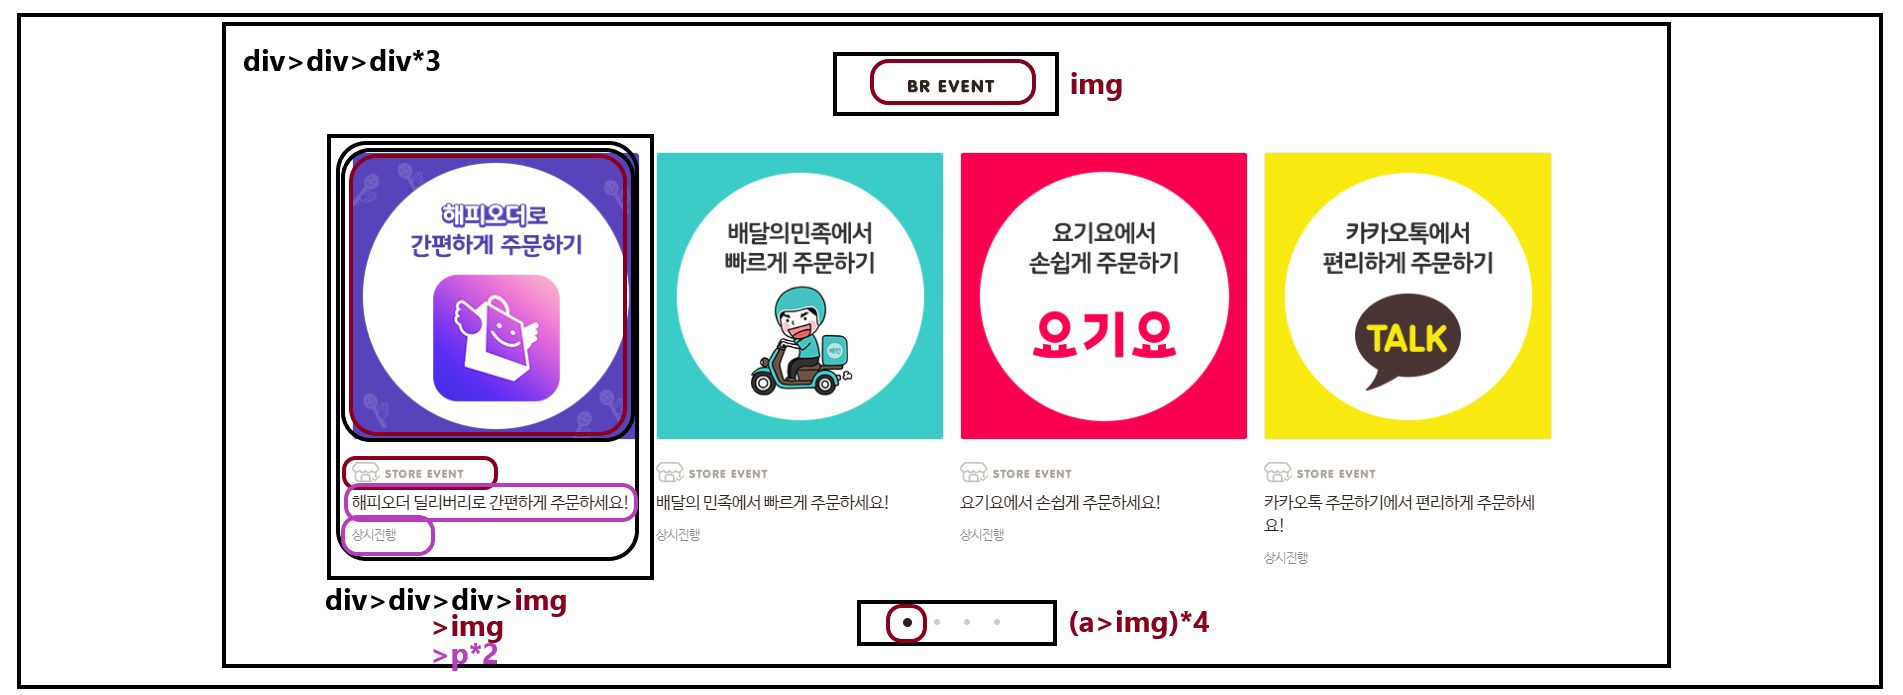 div>div>div*3
BR EVENT
img
해피오더로
간편하게 주문하기
배달의민족에서
빠르게 주문하기
배민
요기요에서
손쉽게 주문하기
요기요
카카오톡에서
편리하게 주문하기
TALK
STORE EVENT
해피오더 딜리버리로 간편하게 주문하세요!
상시진행
STORE EVENT
배달의 민족에서 빠르게 주문하세요!
상시진행
STORE EVENT
요기요에서 손쉽게 주문하세요!
상시진행
STORE EVENT
카카오톡 주문하기에서 편리하게 주문하세
요!
상시진행
div>div>div>img
>img
>p*2
(a>img)*4